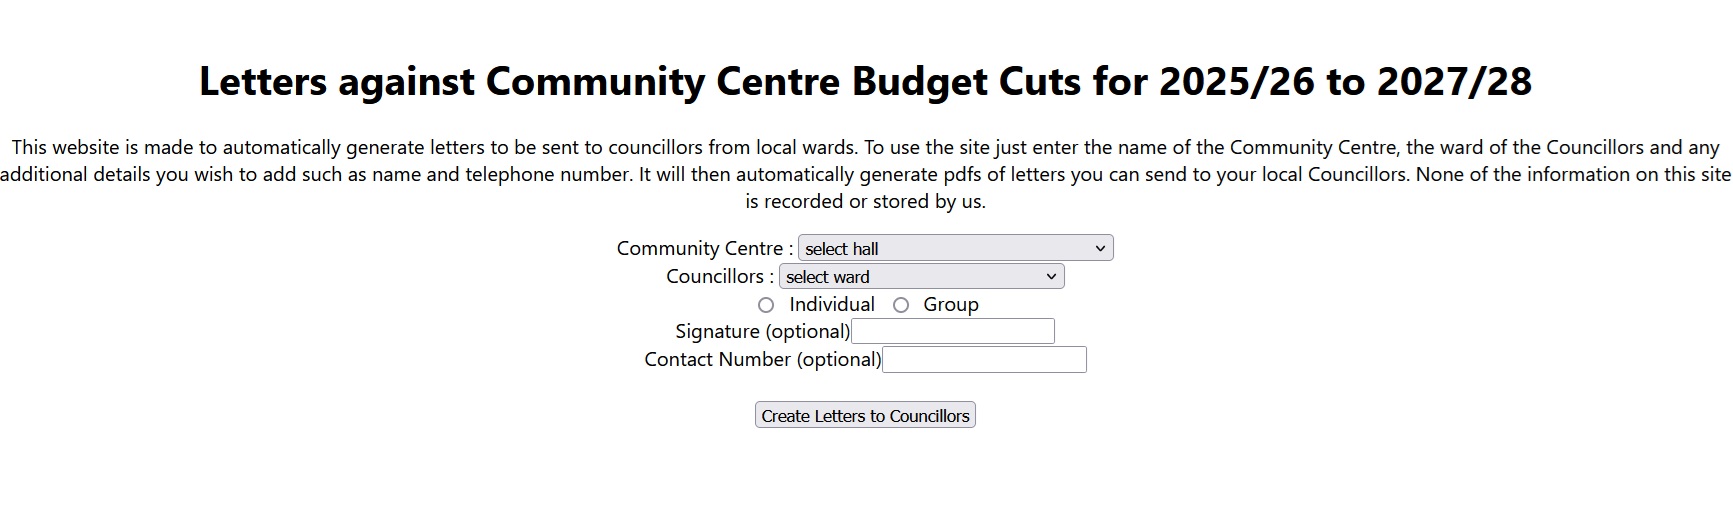 Letters against Community Centre Budget Cuts for 2025/26 to 2027/28
This website is made to automatically generate letters to be sent to councillors from local wards. To use the site just enter the name of the Community Centre, the ward of the Councillors and any
additional details you wish to add such as name and telephone number. It will then automatically generate pdfs of letters you can send to your local Councillors. None of the information on this site
is recorded or stored by us.
Community Centre : select hall
Councillors : select ward
Individual Group
Signature (optional)
Contact Number (optional)
Create Letters to Councillors